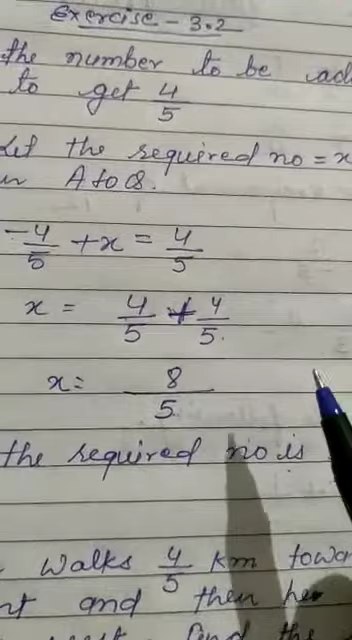 Exercise - 3.2
the number to be ad
to get 4/5
Let the required no = x
A to Q.
-4/5 + x = 4/5
x = 4/5 + 4/5
x = 8/5
the required no is
walks 4/5 km towar
and then he